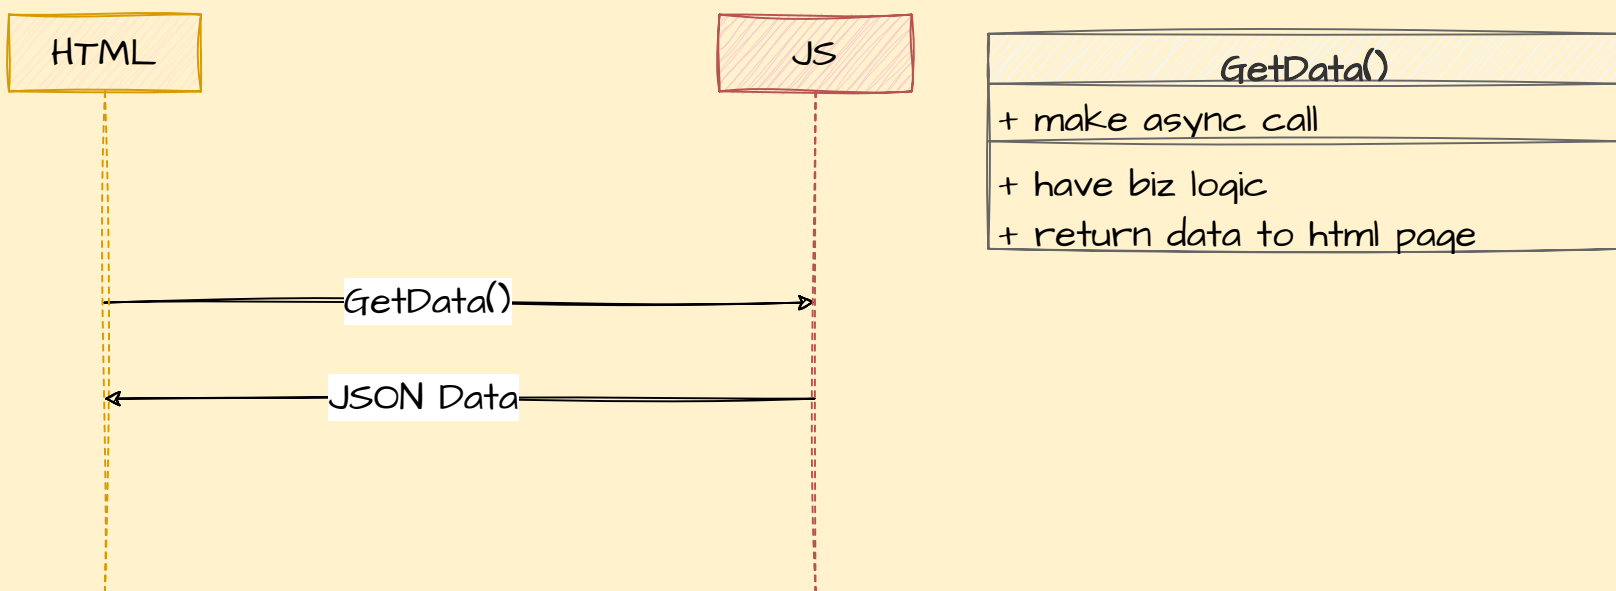 HTML
JS
GetData()
+ make async call
+ have biz logic
+ return data to html page
GetData()
JSON Data